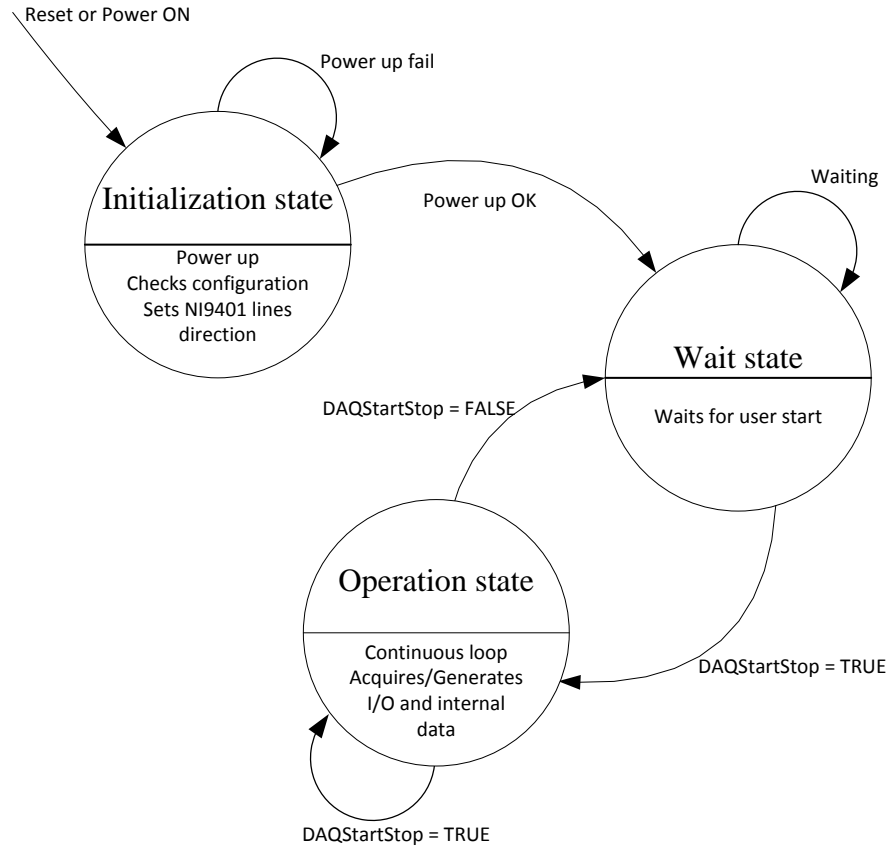 Reset or Power ON
Power up fail
Initialization state
Power up
Checks configuration
Sets NI9401 lines
direction
Power up OK
Waiting
Wait state
Waits for user start
DAQStartStop = FALSE
Operation state
Continuous loop
Acquires/Generates
I/O and internal
data
DAQStartStop = TRUE
DAQStartStop = TRUE